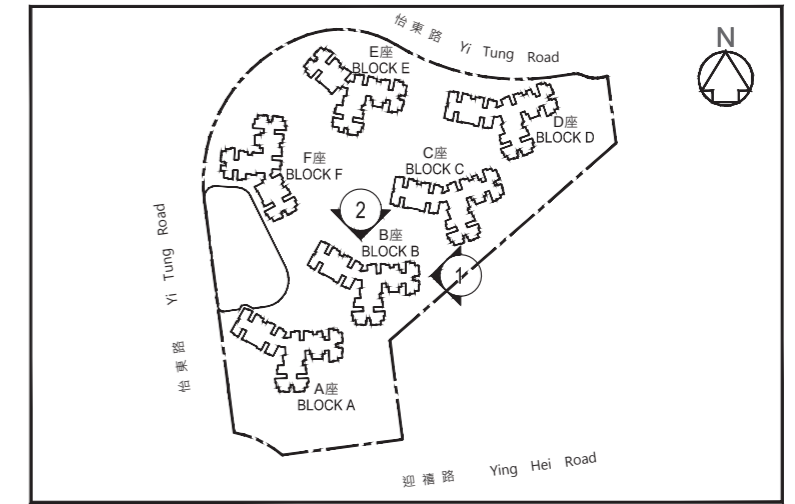 怡東路 Yi Tung Road
N
E座
BLOCK E
D座
BLOCK D
C座
BLOCK C
F座
BLOCK F
2
B座
BLOCK B
1
怡東路 Yi Tung Road
A座
BLOCK A
迎禧路 Ying Hei Road